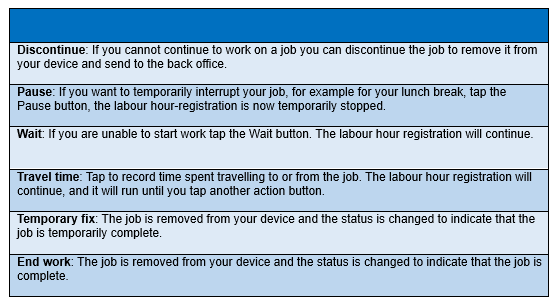 Discontinue: If you cannot continue to work on a job you can discontinue the job to remove it from
your device and send to the back office.
Pause: If you want to temporarily interrupt your job, for example for your lunch break, tap the
Pause button, the labour hour-registration is now temporarily stopped.
Wait: If you are unable to start work tap the Wait button. The labour hour registration will continue.
Travel time: Tap to record time spent travelling to or from the job. The labour hour registration will
continue, and it will run until you tap another action button.
Temporary fix: The job is removed from your device and the status is changed to indicate that the
job is temporarily complete.
End work: The job is removed from your device and the status is changed to indicate that the job is
complete.